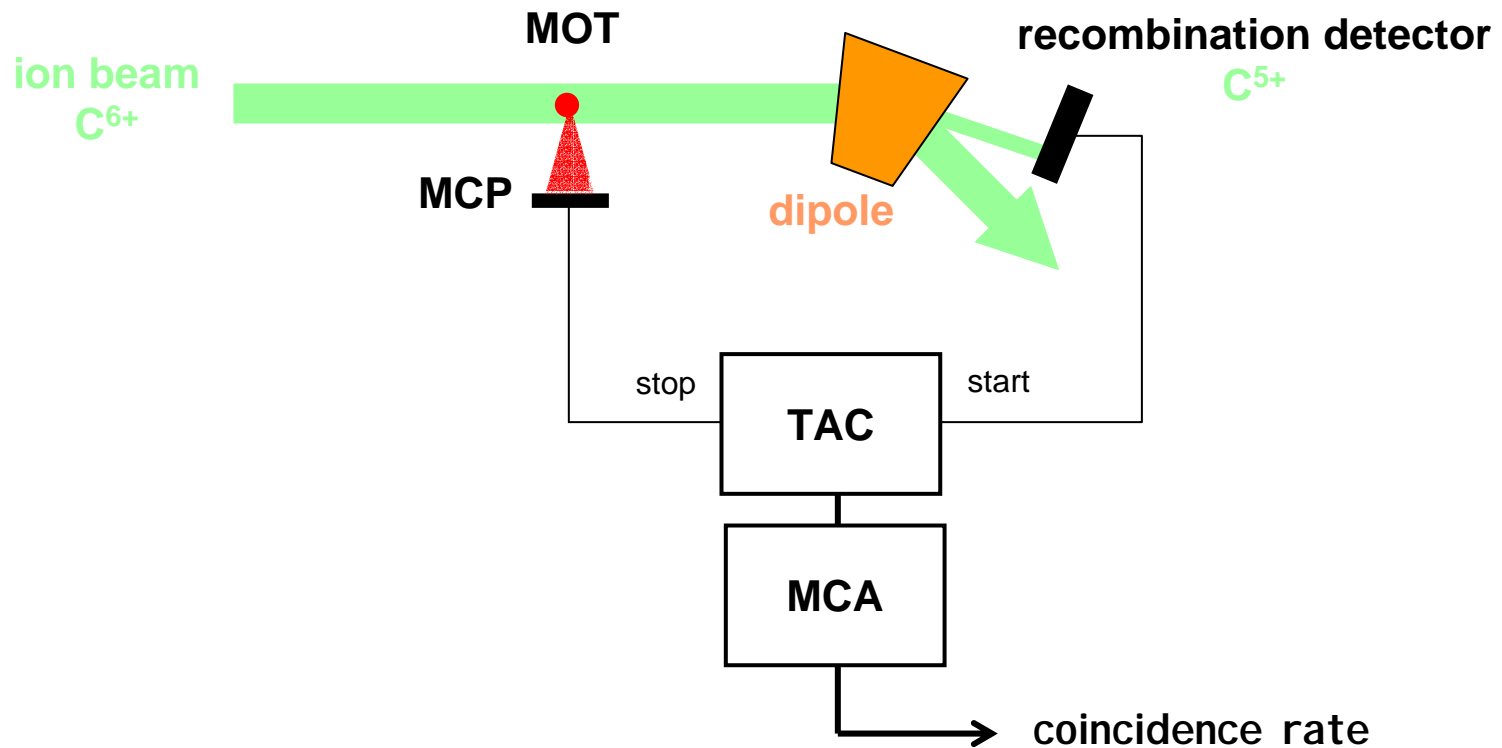 MOT
recombination detector
ion beam
C6+
C5+
MCP
dipole
stop
start
TAC
MCA
coincidence rate